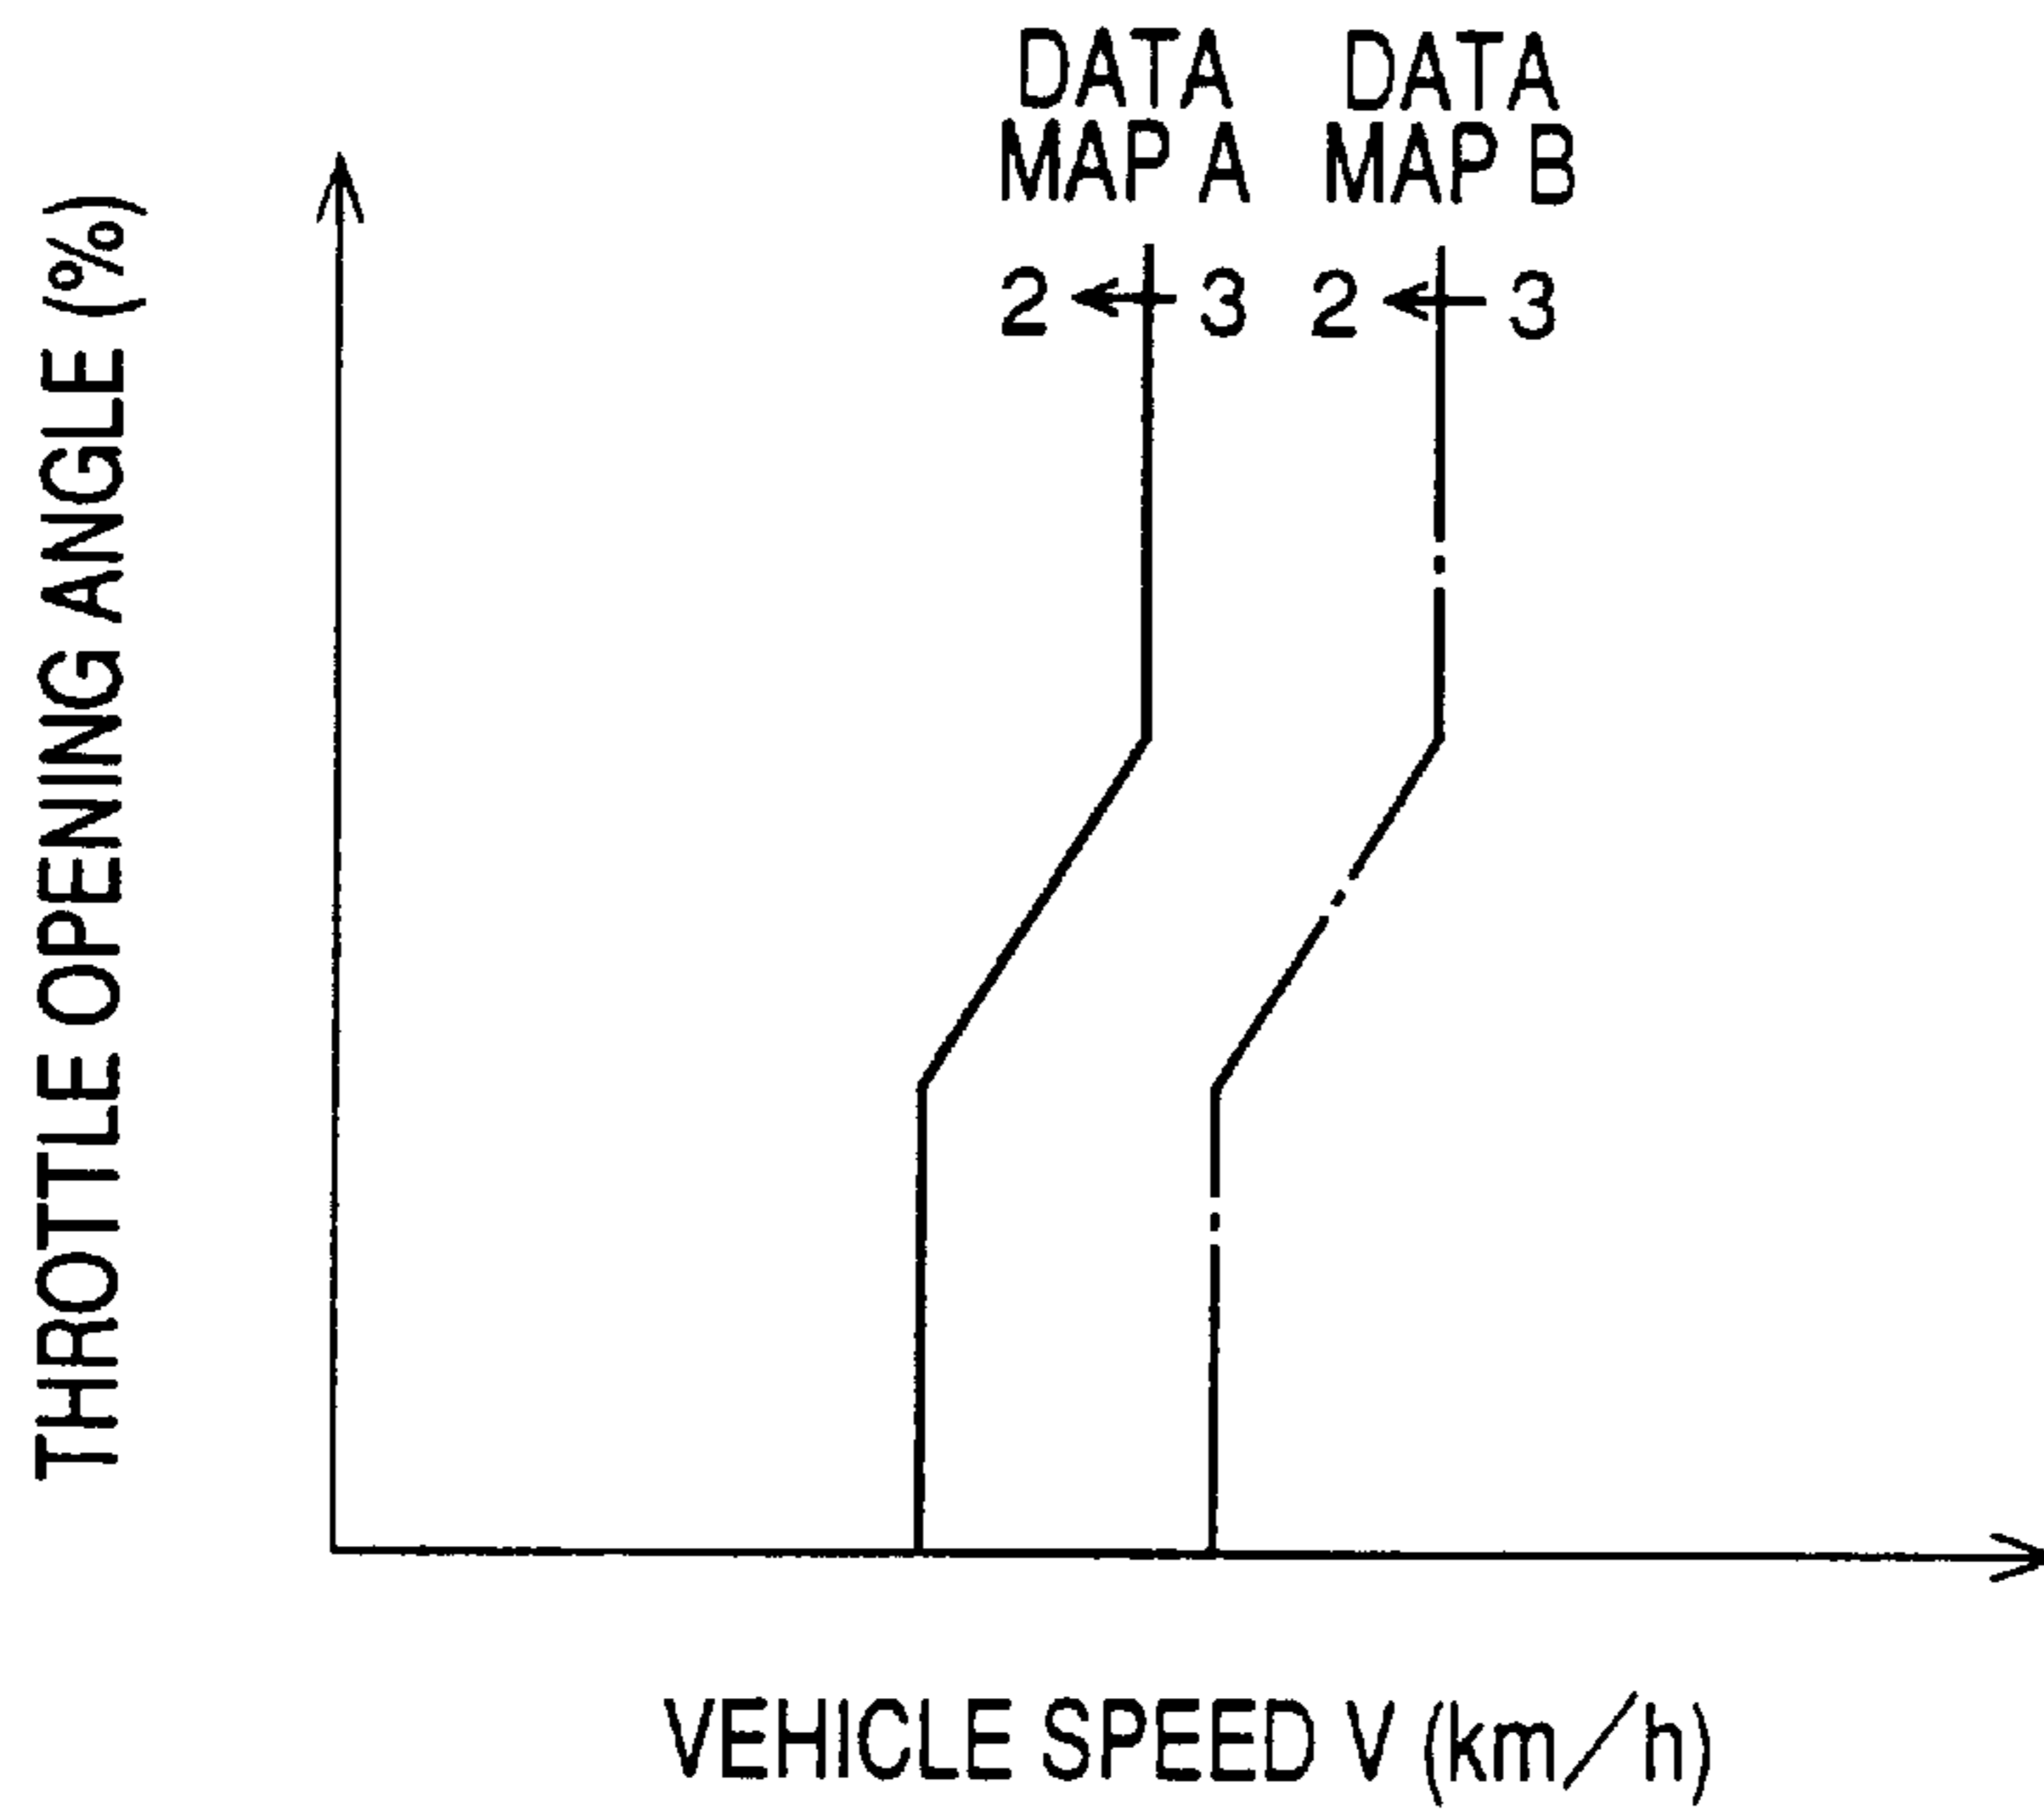 DATA MAP A
DATA MAP B
2 ← 3
2 ← 3
THROTTLE OPENING ANGLE (%)
VEHICLE SPEED V (km/h)